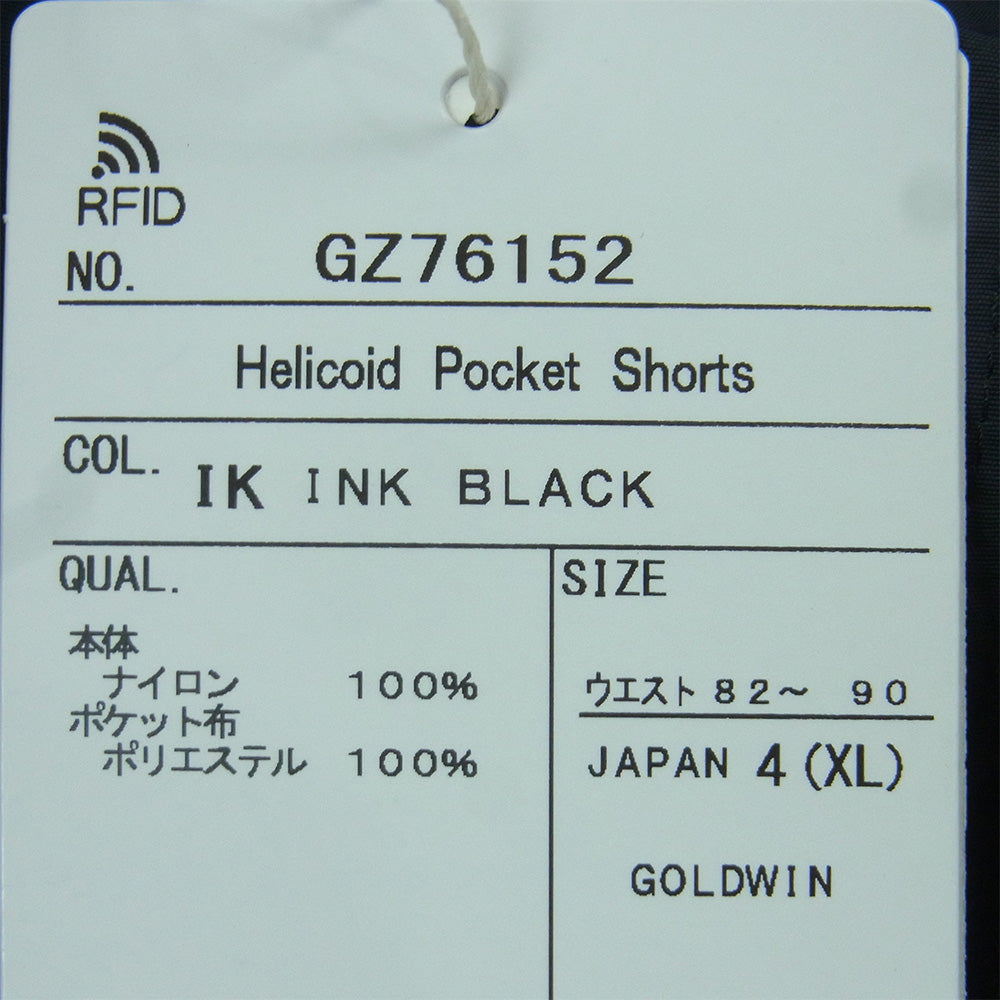 RFID
NO. GZ76152
Helicoid Pocket Shorts
COL. IK INK BLACK
QUAL.
本体
ナイロン 100%
ポケット布
ポリエステル 100%
SIZE
ウエスト 82～ 90
JAPAN 4 (XL)
GOLDWIN